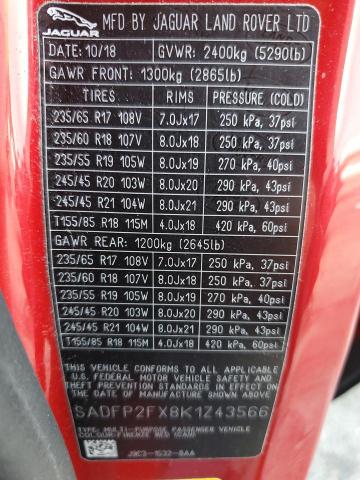 JAGUAR
MFD BY JAGUAR LAND ROVER LTD
DATE: 10/18 GVWR: 2400kg (5290lb)
GAWR FRONT: 1300kg (2865lb)
TIRES RIMS PRESSURE (COLD)
235/65 R17 108V 7.0Jx17 250 kPa, 37psi
235/60 R18 107V 8.0Jx18 250 kPa, 37psi
235/55 R19 105W 8.0Jx19 270 kPa, 40psi
245/45 R20 103W 8.0Jx20 290 kPa, 43psi
245/45 R21 104W 8.0Jx21 290 kPa, 43psi
T155/85 R18 115M 4.0Jx18 420 kPa, 60psi
GAWR REAR: 1200kg (2645lb)
235/65 R17 108V 7.0Jx17 250 kPa, 37psi
235/60 R18 107V 8.0Jx18 250 kPa, 37psi
235/55 R19 105W 8.0Jx19 270 kPa, 40psi
245/45 R20 103W 8.0Jx20 290 kPa, 43psi
245/45 R21 104W 8.0Jx21 290 kPa, 43psi
T155/85 R18 115M 4.0Jx18 420 kPa, 60psi
THIS VEHICLE CONFORMS TO ALL APPLICABLE
U.S. FEDERAL MOTOR VEHICLE SAFETY AND
THEFT PREVENTION STANDARDS IN EFFECT ON
THE DATE OF MANUFACTURE SHOWN ABOVE.
SADFP2FX8K1Z43566
TYPE: MULTI-PURPOSE PASSENGER VEHICLE
COLOUR:FIRENZE RED (CAH)
J9C3-1532-BAA